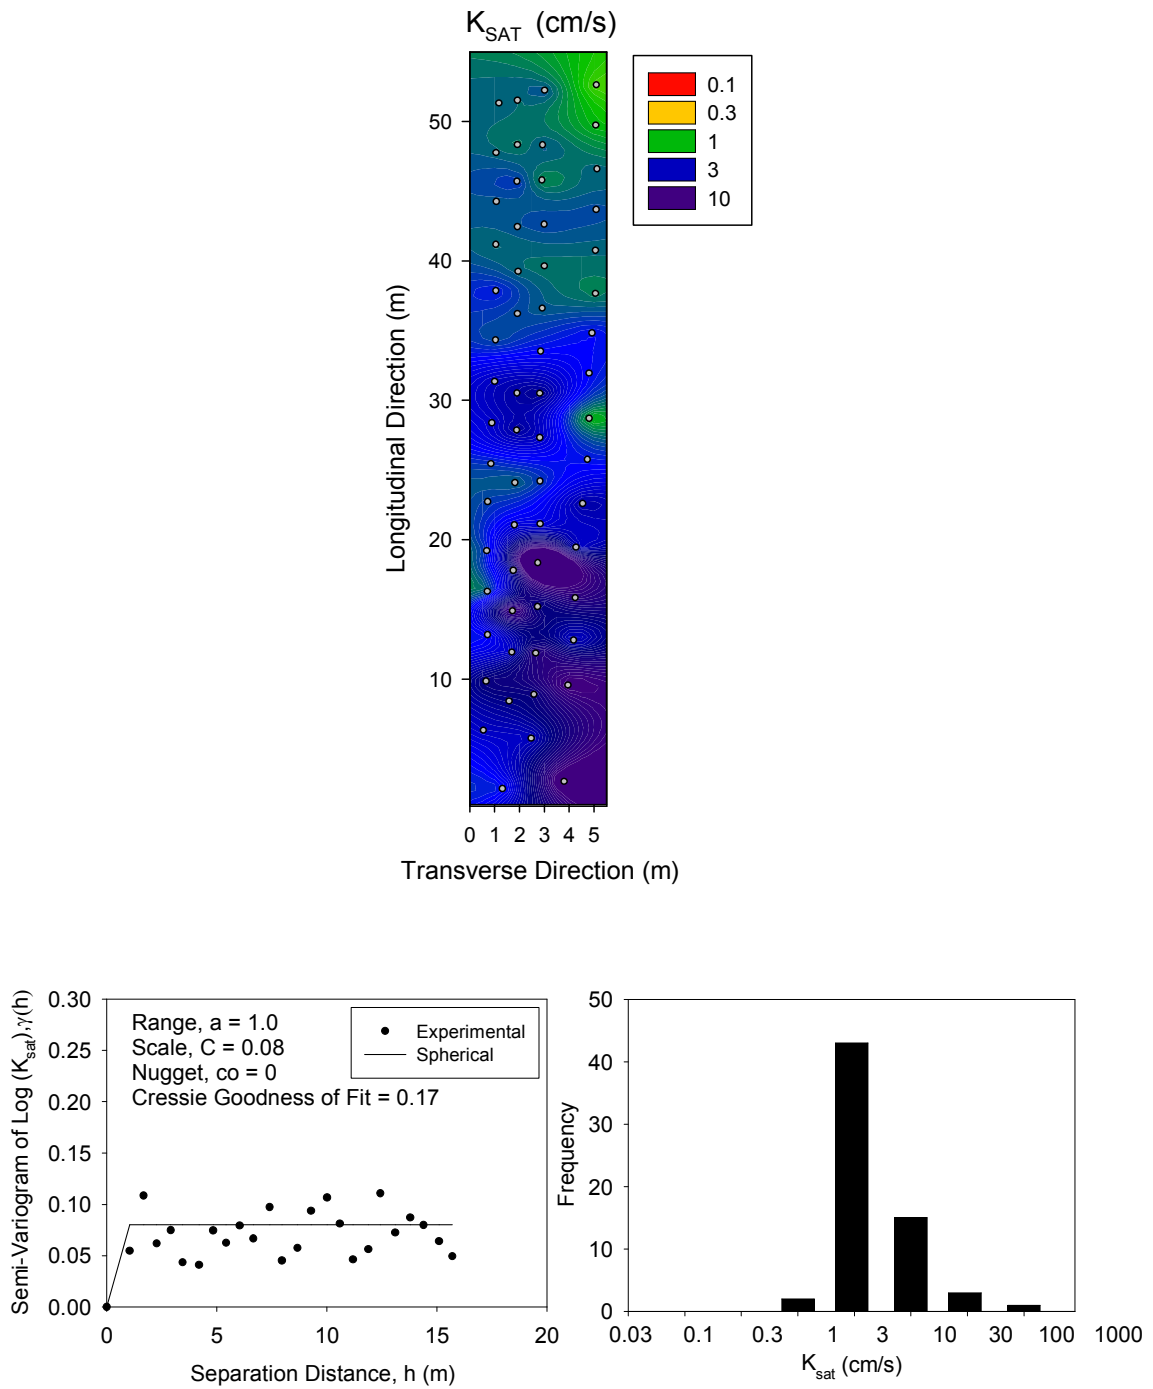 K_SAT (cm/s)
0.1
0.3
1
3
10
50
40
30
20
10
Longitudinal Direction (m)
0 1 2 3 4 5
Transverse Direction (m)
0.30
0.25
0.20
0.15
0.10
0.05
0.00
Semi-Variogram of Log (K_sat),γ(h)
Range, a = 1.0
Scale, C = 0.08
Nugget, co = 0
Cressie Goodness of Fit = 0.17
Experimental
Spherical
0 5 10 15 20
Separation Distance, h (m)
50
40
30
20
10
0
Frequency
0.03 0.1 0.3 1 3 10 30 100 1000
K_sat (cm/s)